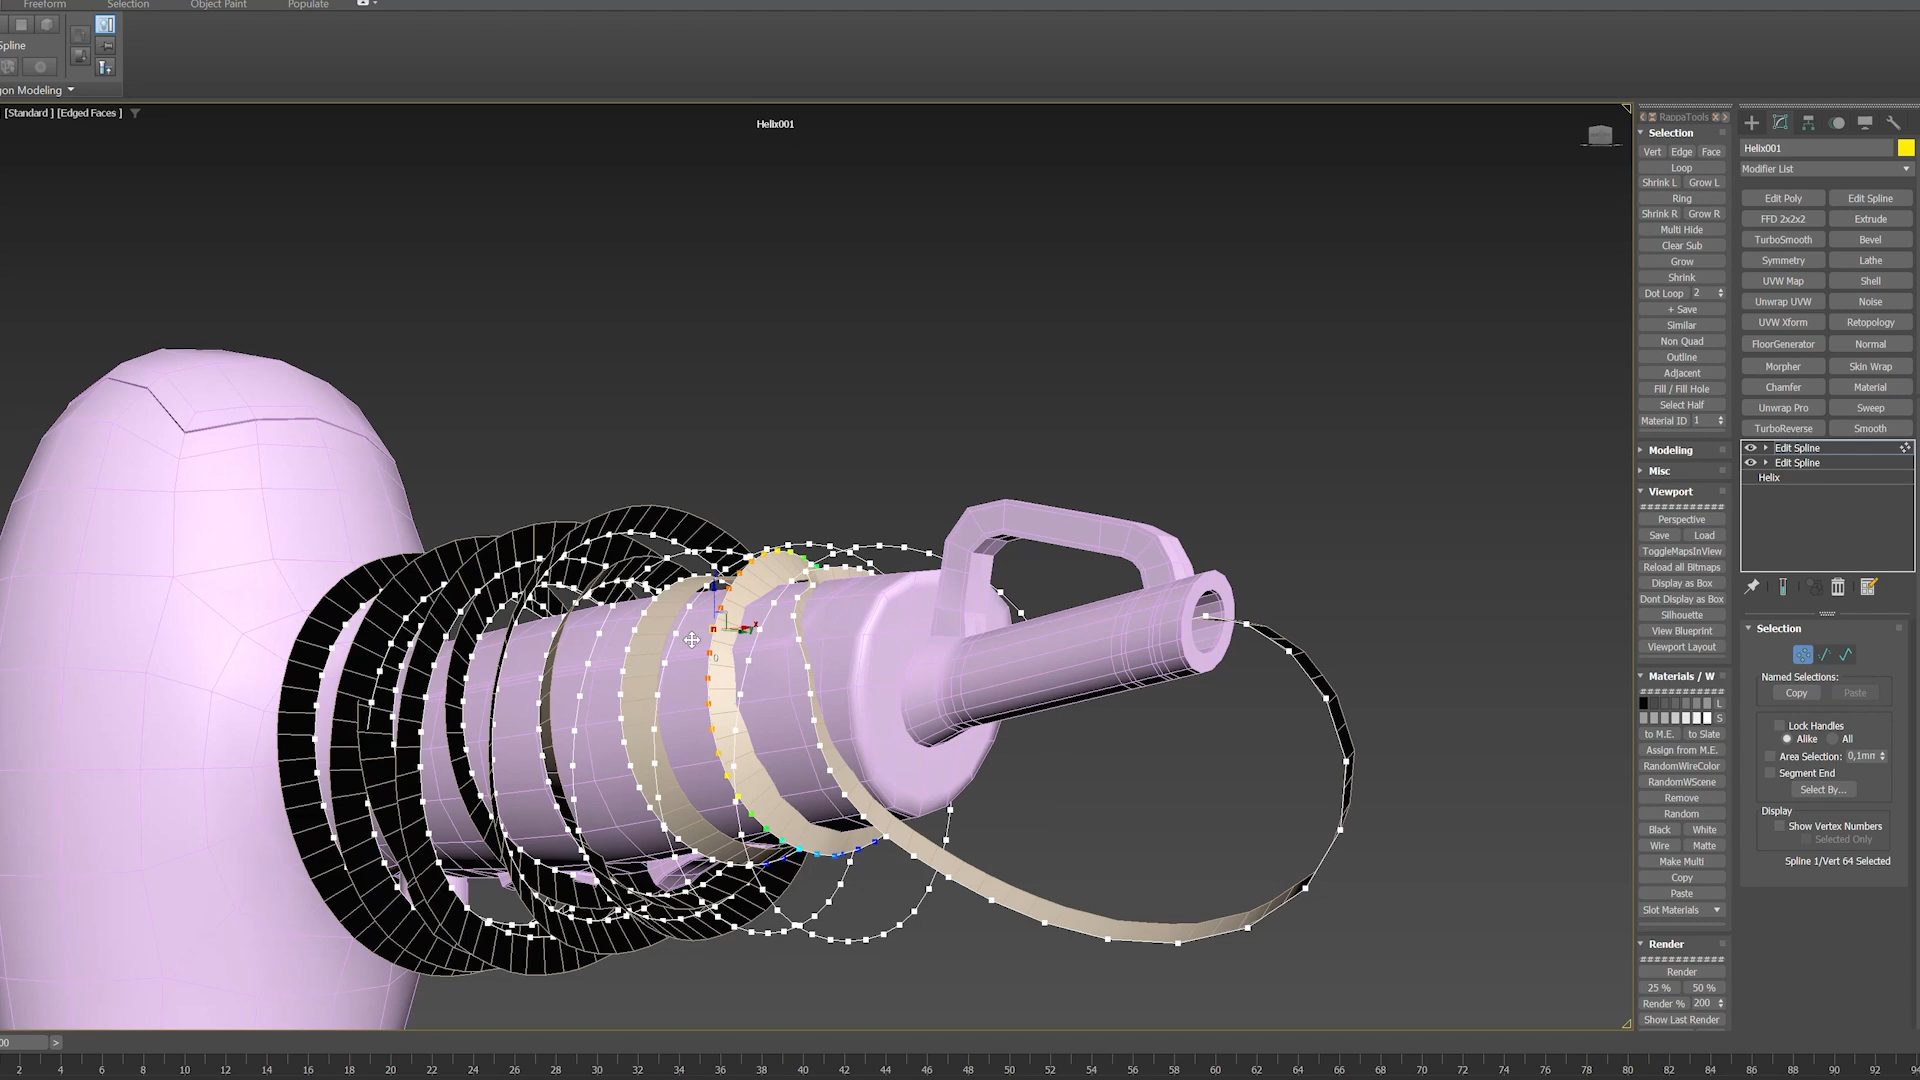 Freeform Selection Object Paint Populate
Spline
gon Modeling
[Standard ] [Edged Faces ]
Helix001
0
00 >
2 4 6 8 10 12 14 16 18 20 22 24 26 28 30 32 34 36 38 40 42 44 46 48 50 52 54 56 58 60 62 64 66 68 70 72 74 76 78 80 82 84 86 88 90 92 94
RappaTools
Selection
Vert Edge Face
Loop
Shrink L Grow L
Ring
Shrink R Grow R
Multi Hide
Clear Sub
Grow
Shrink
Dot Loop 2
+ Save
Similar
Non Quad
Outline
Adjacent
Fill / Fill Hole
Select Half
Material ID 1
Modeling
Misc
Viewport
############
Perspective
Save Load
ToggleMapsInView
Reload all Bitmaps
Display as Box
Dont Display as Box
Silhouette
View Blueprint
Viewport Layout
Materials / W
############
L
S
to M.E. to Slate
Assign from M.E.
RandomWireColor
RandomWScene
Remove
Random
Black White
Wire Matte
Make Multi
Copy
Paste
Slot Materials
Render
############
Render
25 % 50 %
Render % 200
Show Last Render
Helix001
Modifier List
Edit Poly Edit Spline
FFD 2x2x2 Extrude
TurboSmooth Bevel
Symmetry Lathe
UVW Map Shell
Unwrap UVW Noise
UVW Xform Retopology
FloorGenerator Normal
Morpher Skin Wrap
Chamfer Material
Unwrap Pro Sweep
TurboReverse Smooth
Edit Spline
Edit Spline
Helix
Selection
Named Selections:
Copy Paste
Lock Handles
Alike All
Area Selection: 0,1mm
Segment End
Select By...
Display
Show Vertex Numbers
Selected Only
Spline 1/Vert 64 Selected